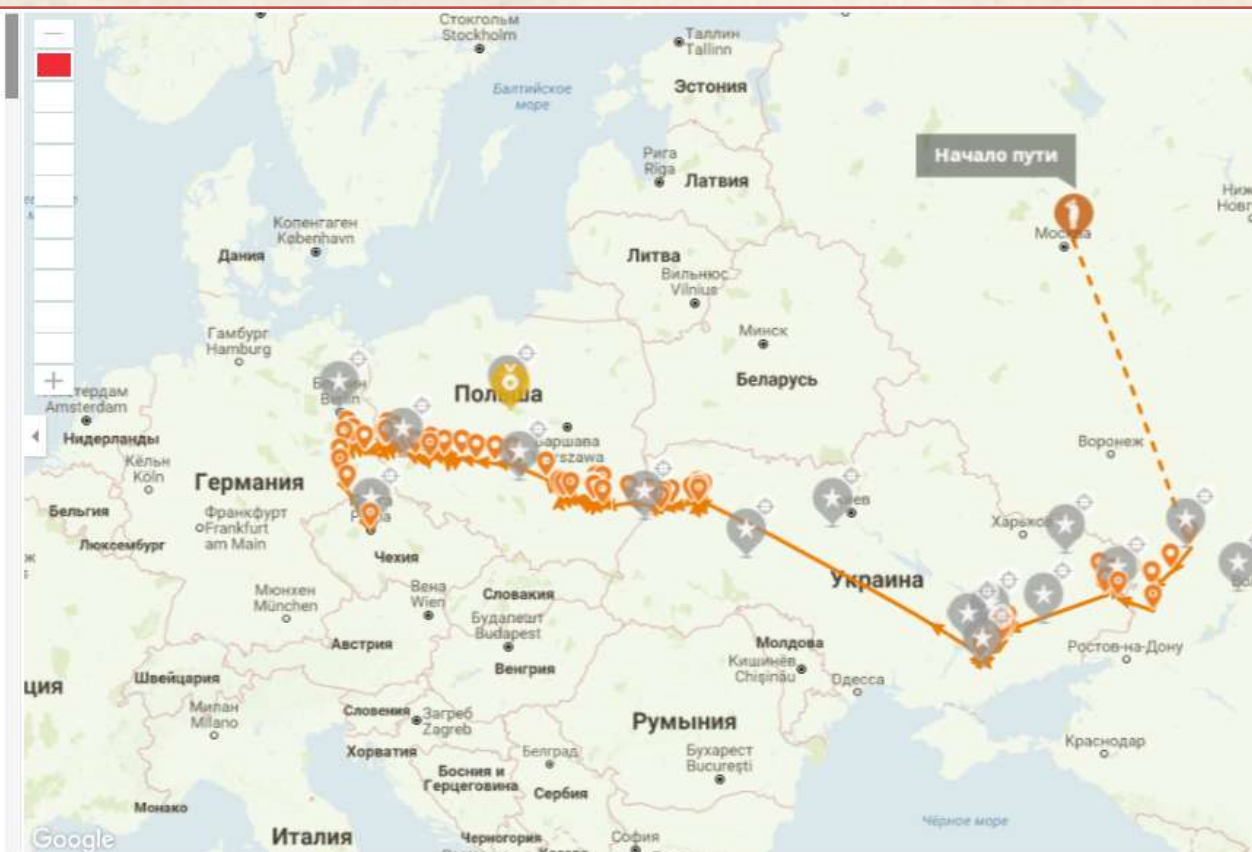 Стокгольм
Stockholm
Таллин
Tallinn
Эстония
Балтийское
море
Рига
Rīga
Латвия
Начало пути
Москва
Копенгаген
København
Дания
Литва
Вильнюс
Vilnius
Гамбург
Hamburg
Минск
Беларусь
Польша
Amsterdam
Нидерланды
Воронеж
Кёльн
Köln
Германия
Бельгия
Франкфурт
Frankfurt
am Main
Харьков
Люксембург
Чехия
Украина
Мюнхен
München
Вена
Wien
Словакия
Будапешт
Budapest
Австрия
Молдова
Ростов-на-Дону
Венгрия
Кишинёв
Chișinău
Одесса
Швейцария
ция
Милан
Milano
Словения
Загреб
Zagreb
Румыния
Хорватия
Белград
Бухарест
București
Краснодар
Босния и
Герцеговина
Сербия
Монако
Чёрное море
Google
Италия
Черногория
София